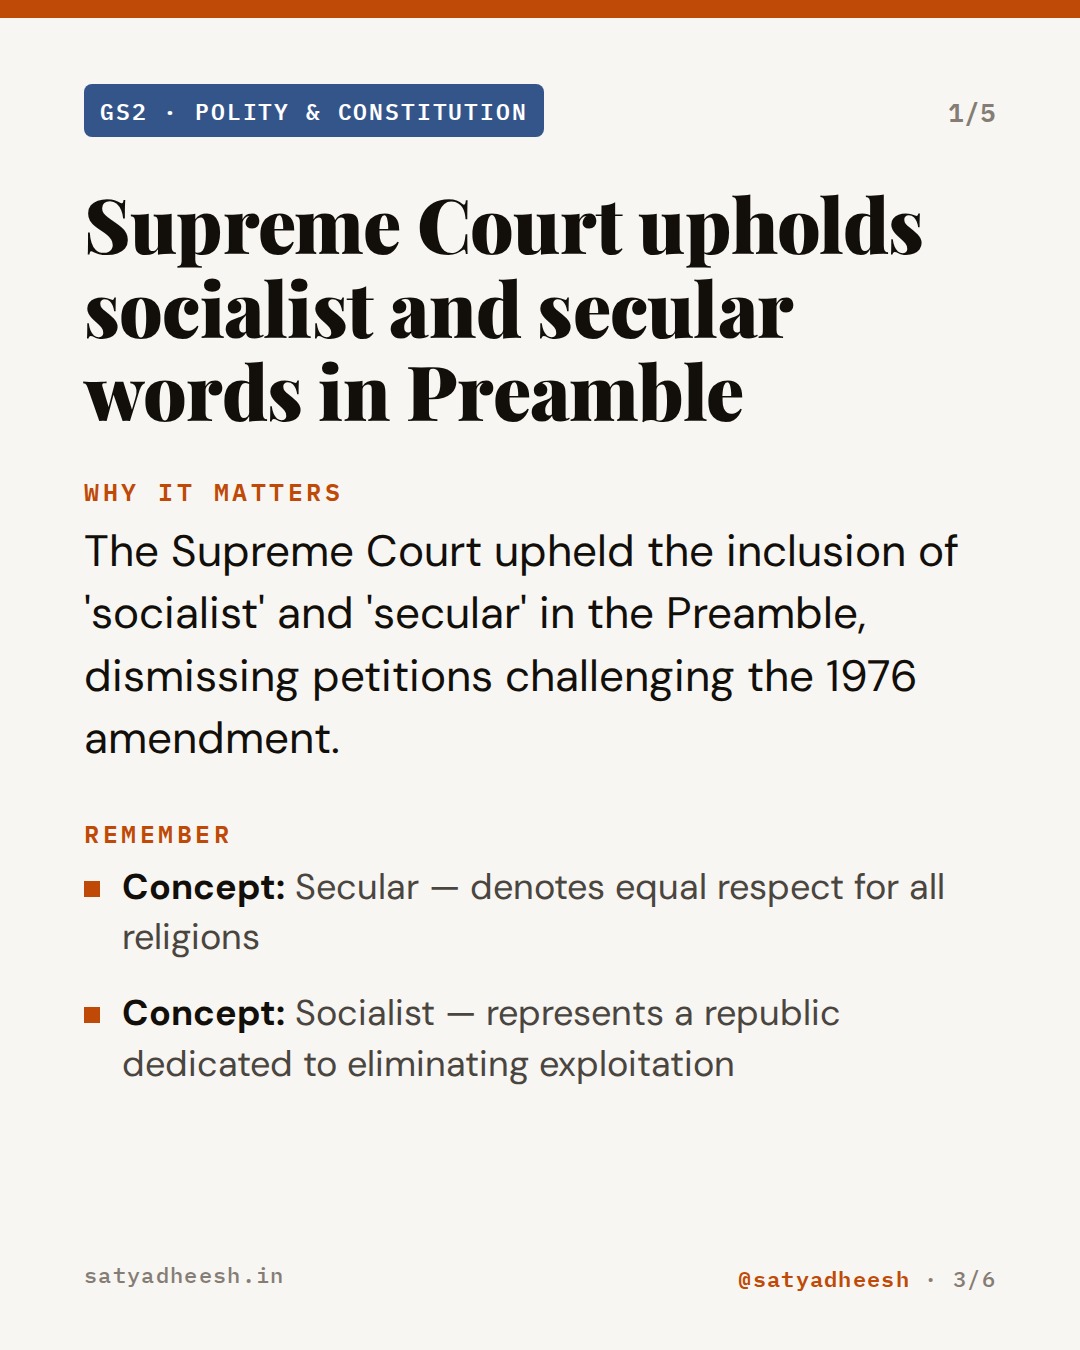 GS2 · POLITY & CONSTITUTION
1/5
Supreme Court upholds
socialist and secular
words in Preamble
WHY IT MATTERS
The Supreme Court upheld the inclusion of
'socialist' and 'secular' in the Preamble,
dismissing petitions challenging the 1976
amendment.
REMEMBER
Concept: Secular — denotes equal respect for all
religions
Concept: Socialist — represents a republic
dedicated to eliminating exploitation
satyadheesh.in
@satyadheesh · 3/6